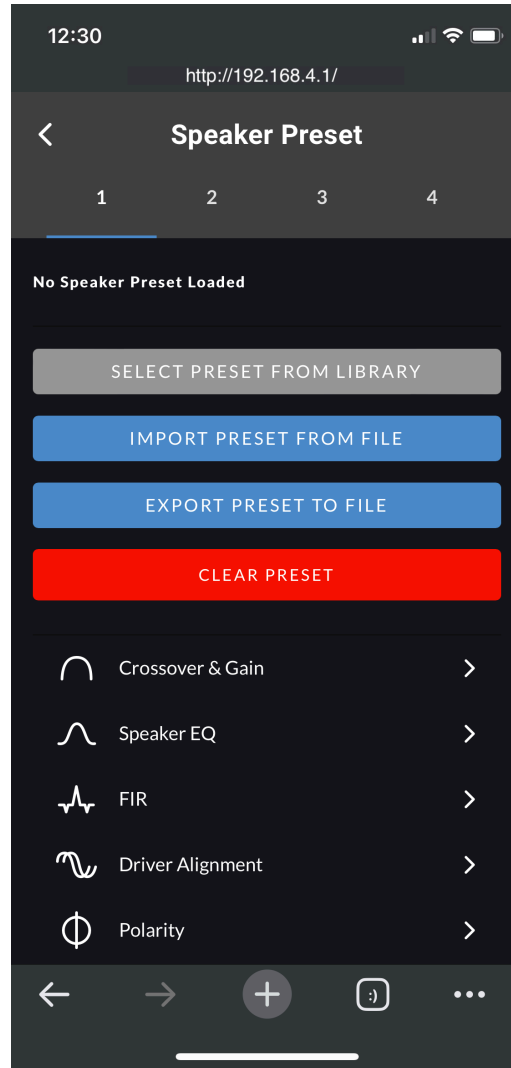 12:30
http://192.168.4.1/
Speaker Preset
1 2 3 4
No Speaker Preset Loaded
SELECT PRESET FROM LIBRARY
IMPORT PRESET FROM FILE
EXPORT PRESET TO FILE
CLEAR PRESET
Crossover & Gain
Speaker EQ
FIR
Driver Alignment
Polarity
:)